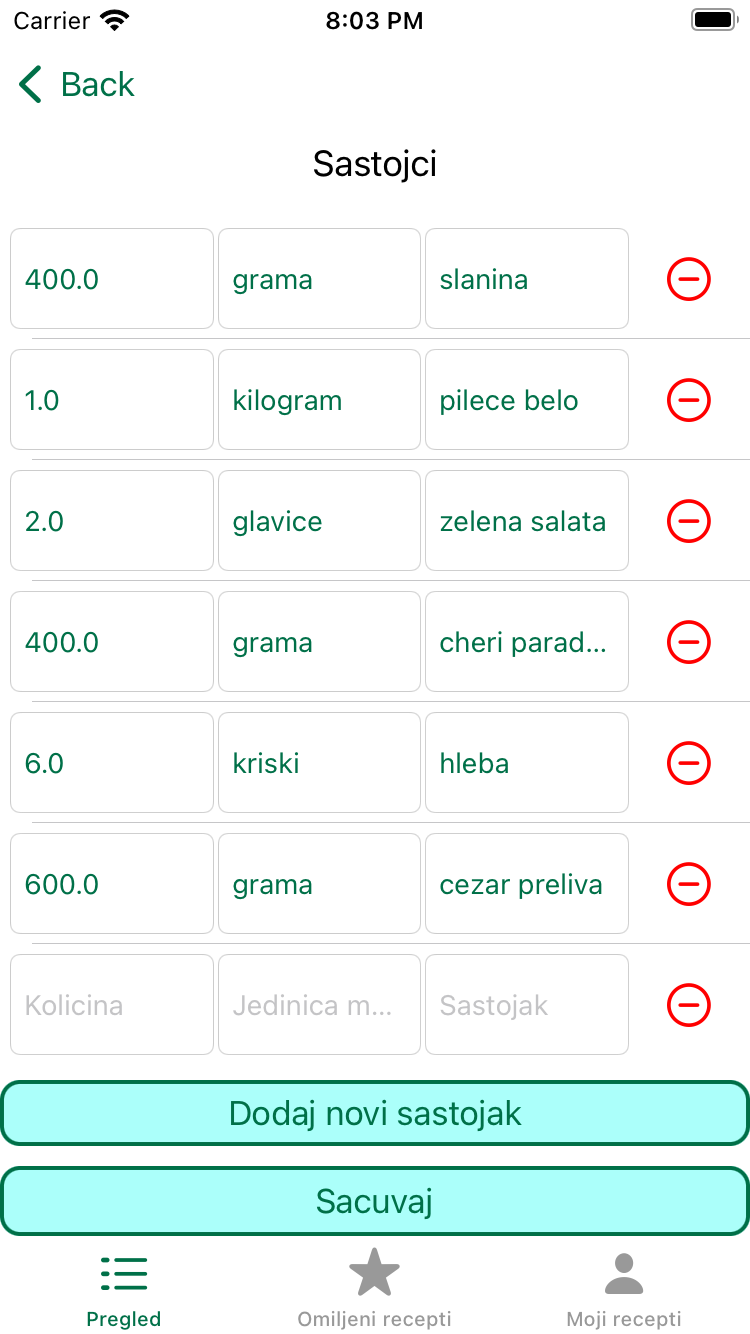 Carrier 8:03 PM
Back
Sastojci
400.0 grama slanina
1.0 kilogram pilece belo
2.0 glavice zelena salata
400.0 grama cheri parad...
6.0 kriski hleba
600.0 grama cezar preliva
Kolicina Jedinica m... Sastojak
Dodaj novi sastojak
Sacuvaj
Pregled Omiljeni recepti Moji recepti